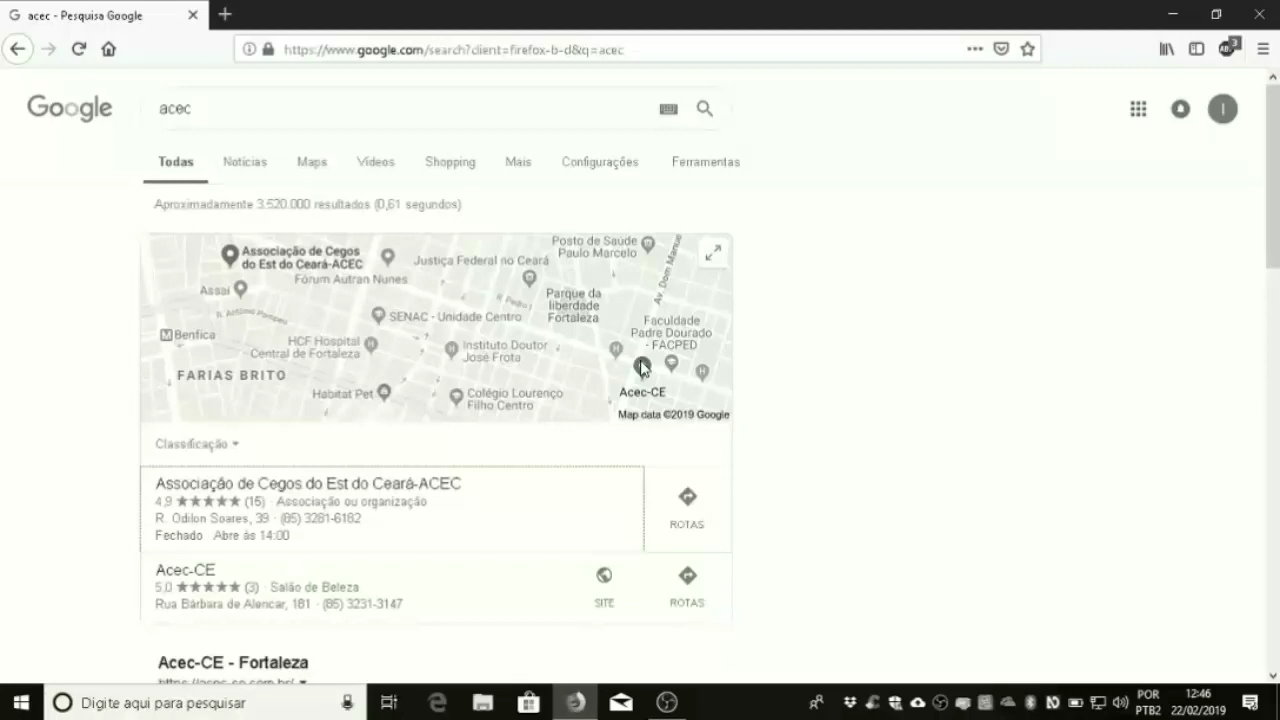 acec - Pesquisa Google
https://www.google.com/search?client=firefox-b-d&q=acec
3
Google
acec
I
Todas Notícias Maps Vídeos Shopping Mais Configurações Ferramentas
Aproximadamente 3.520.000 resultados (0,61 segundos)
Associação de Cegos
do Est do Ceará-ACEC
Fórum Autran Nunes
Justiça Federal no Ceará
Posto de Saúde
Paulo Marcelo
Av. Dom Manuel
Assaí
R. Antônio Pompeu
R. Pedro I
Parque da
liberdade
Fortaleza
SENAC - Unidade Centro
Faculdade
Padre Dourado
- FACPED
Benfica
HCF Hospital
Central de Fortaleza
Instituto Doutor
José Frota
FARIAS BRITO
Habitat Pet
Colégio Lourenço
Filho Centro
Acec-CE
Map data ©2019 Google
Classificação
Associação de Cegos do Est do Ceará-ACEC
4,9 ★★★★★ (15) · Associação ou organização
R. Odilon Soares, 39 · (85) 3281-6182
Fechado · Abre às 14:00
ROTAS
Acec-CE
5,0 ★★★★★ (3) · Salão de Beleza
Rua Bárbara de Alencar, 181 · (85) 3231-3147
SITE
ROTAS
Acec-CE - Fortaleza
Digite aqui para pesquisar
POR
PTB2
12:46
22/02/2019